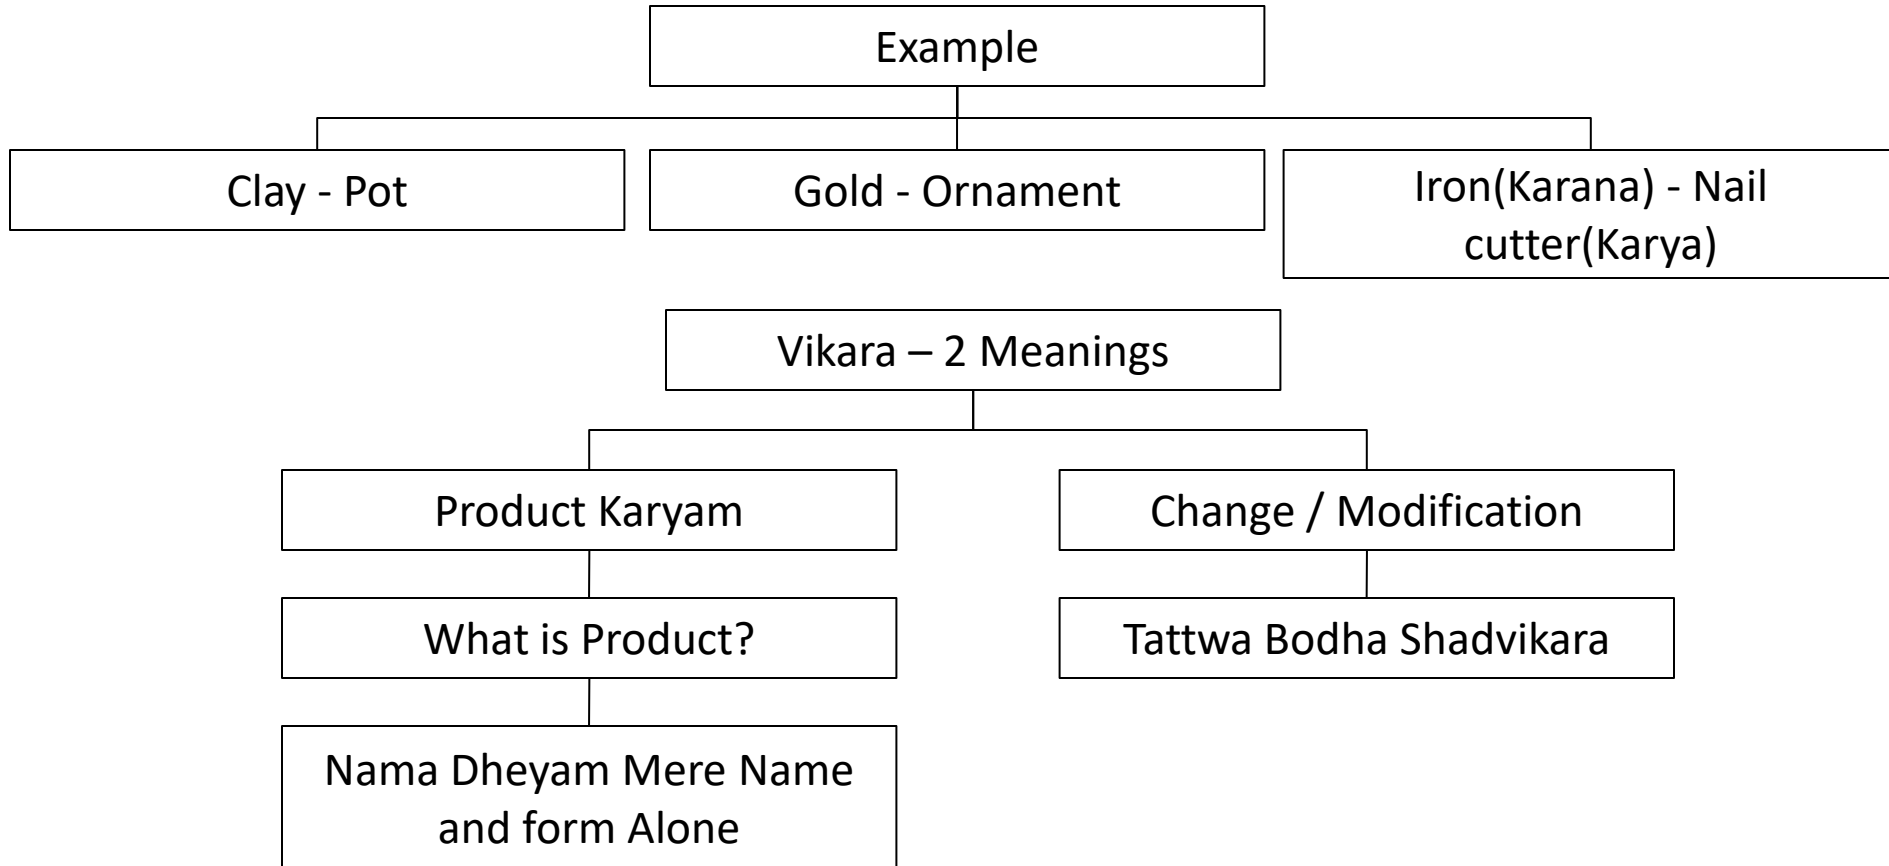 Example
Clay - Pot
Gold - Ornament
Iron(Karana) - Nail
cutter(Karya)
Vikara – 2 Meanings
Product Karyam
Change / Modification
What is Product?
Tattwa Bodha Shadvikara
Nama Dheyam Mere Name
and form Alone